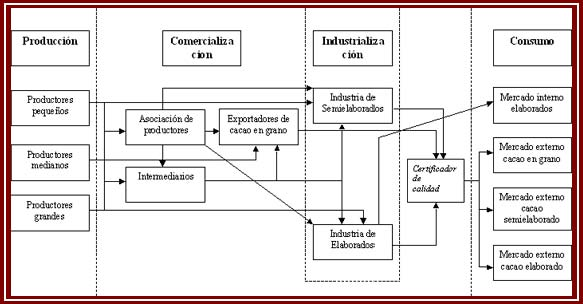 Producción
Comercializa
cion
Industrializa
ción
Consumo
Productores
pequeños
Productores
medianos
Productores
grandes
Asociación de
productores
Intermediarios
Exportadores de
cacao en grano
Industria de
Semielaborados
Industria de
Elaborados:
Certificador
de
calidad
Mercado interno
elaborados
Mercado externo
cacao en grano
Mercado externo
cacao
semielaborado
Mercado externo
cacao elaborado